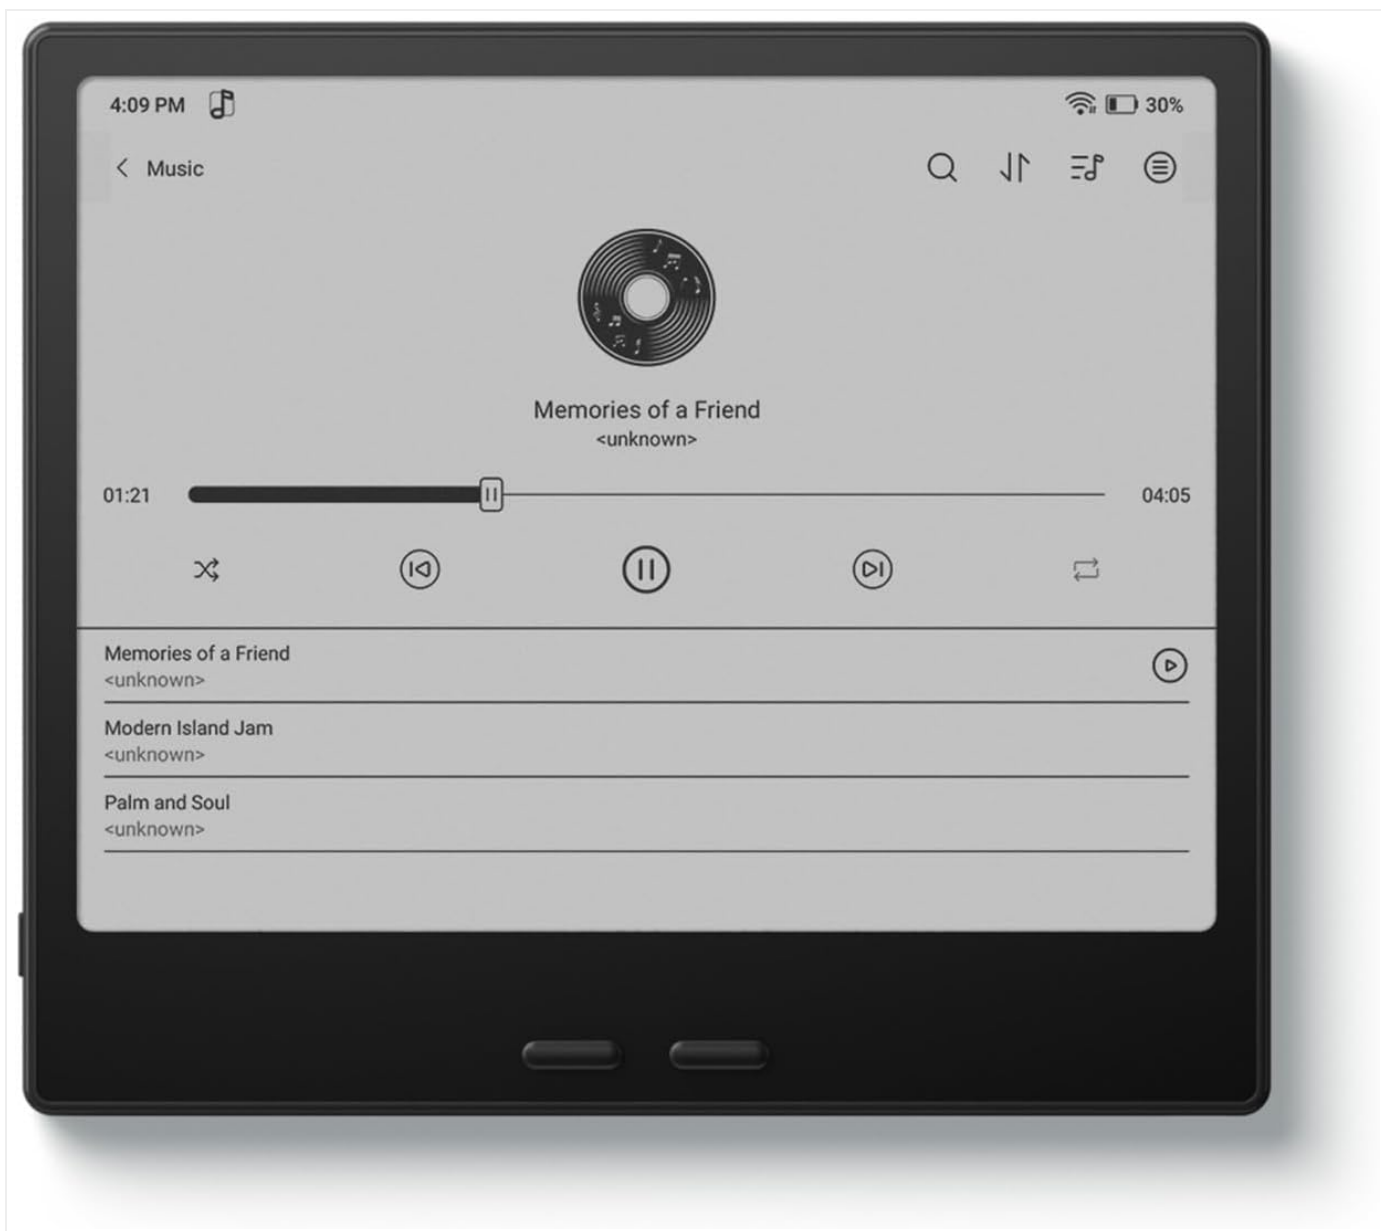 4:09 PM 30%
Music
Memories of a Friend
<unknown>
01:21 04:05
Memories of a Friend
<unknown>
Modern Island Jam
<unknown>
Palm and Soul
<unknown>